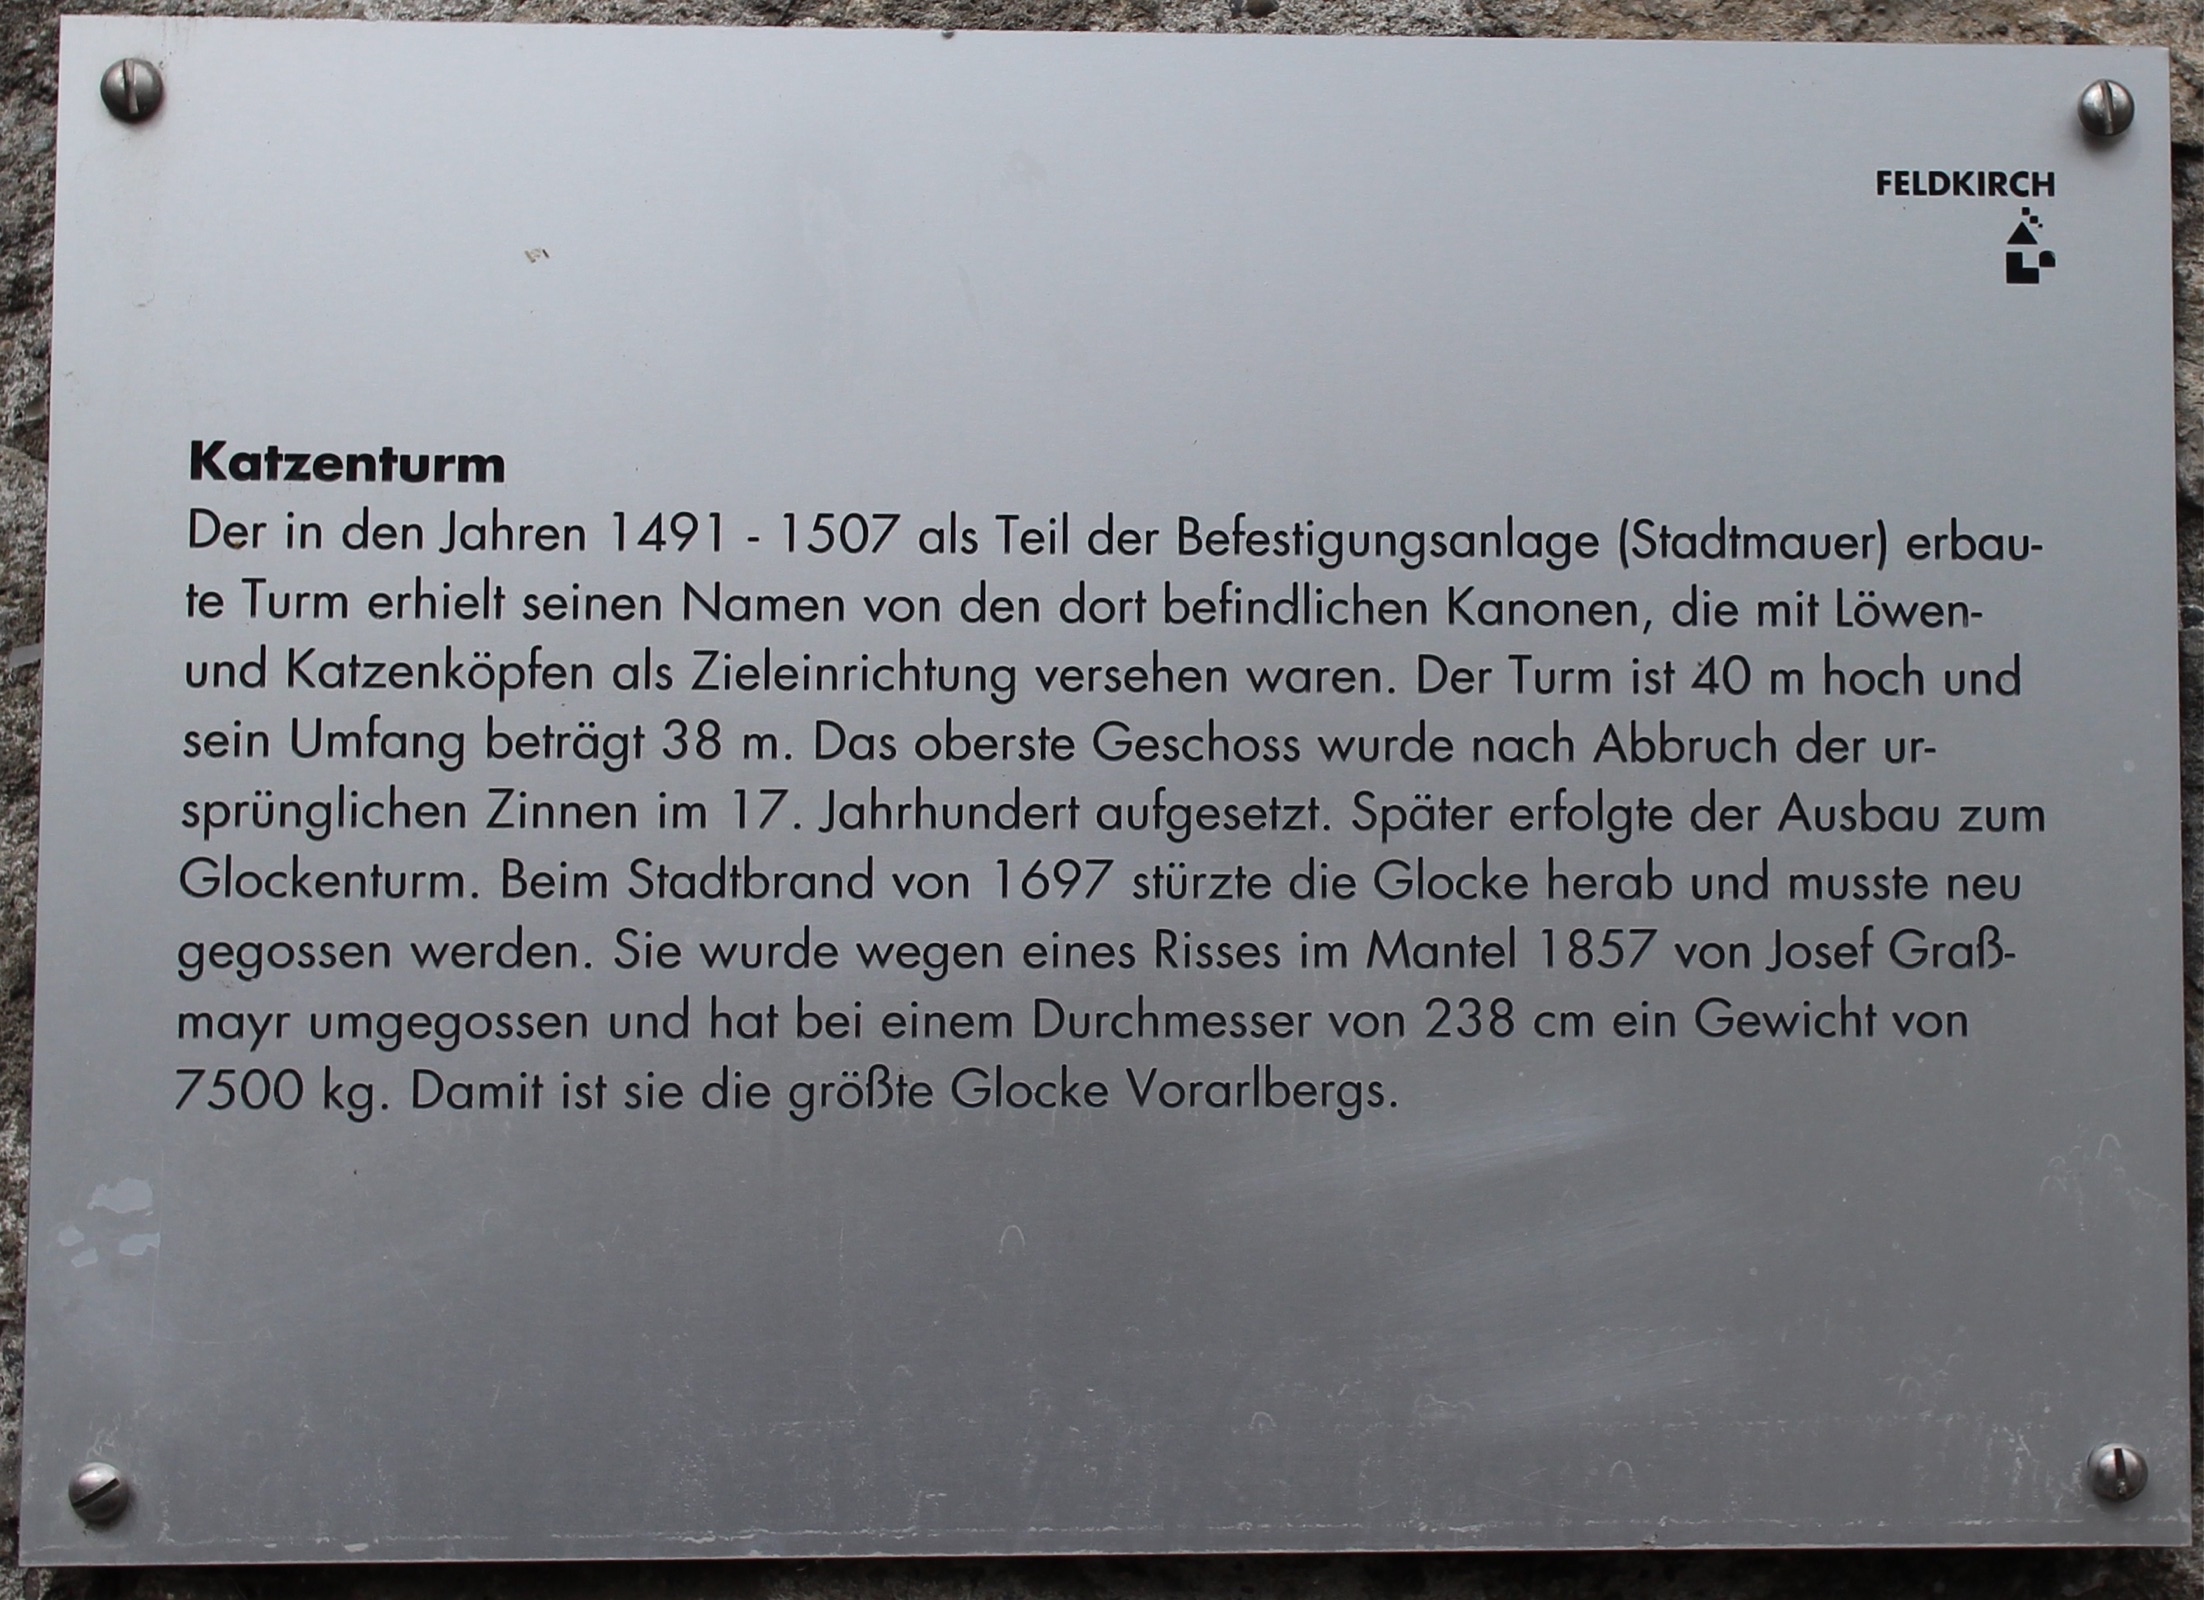 FELDKIRCH
Katzenturm
Der in den Jahren 1491 - 1507 als Teil der Befestigungsanlage (Stadtmauer) erbau-
te Turm erhielt seinen Namen von den dort befindlichen Kanonen, die mit Löwen-
und Katzenköpfen als Zieleinrichtung versehen waren. Der Turm ist 40 m hoch und
sein Umfang beträgt 38 m. Das oberste Geschoss wurde nach Abbruch der ur-
sprünglichen Zinnen im 17. Jahrhundert aufgesetzt. Später erfolgte der Ausbau zum
Glockenturm. Beim Stadtbrand von 1697 stürzte die Glocke herab und musste neu
gegossen werden. Sie wurde wegen eines Risses im Mantel 1857 von Josef Graß-
mayr umgegossen und hat bei einem Durchmesser von 238 cm ein Gewicht von
7500 kg. Damit ist sie die größte Glocke Vorarlbergs.